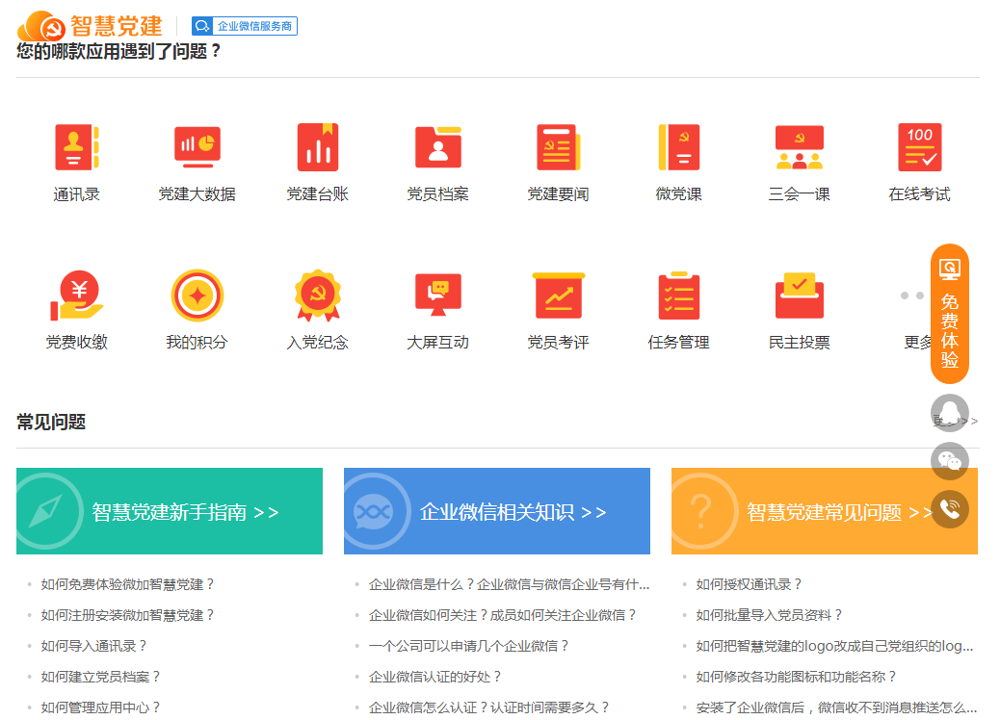 智慧党建
企业微信服务商
您的哪款应用遇到了问题？
通讯录
党建大数据
党建台账
党员档案
党建要闻
微党课
三会一课
100
在线考试
党费收缴
我的积分
入党纪念
大屏互动
党员考评
任务管理
民主投票
更多
免费体验
常见问题
>>
智慧党建新手指南 >>
企业微信相关知识 >>
智慧党建常见问题 >>
如何免费体验微加智慧党建？
企业微信是什么？企业微信与微信企业号有什...
如何授权通讯录？
如何注册安装微加智慧党建？
企业微信如何关注？成员如何关注企业微信？
如何批量导入党员资料？
如何导入通讯录？
一个公司可以申请几个企业微信？
如何把智慧党建的logo改成自己党组织的log...
如何建立党员档案？
企业微信认证的好处？
如何修改各功能图标和功能名称？
如何管理应用中心？
企业微信怎么认证？认证时间需要多久？
安装了企业微信后，微信收不到消息推送怎么...